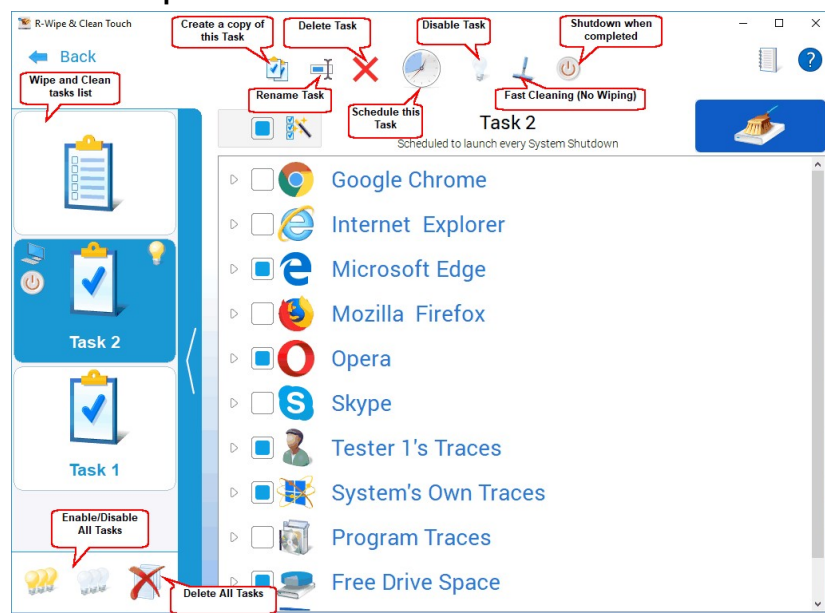 R-Wipe & Clean Touch
Create a copy of
this Task
Delete Task
Disable Task
Shutdown when
completed
Back
Wipe and Clean
tasks list
Rename Task
Schedule this
Task
Fast Cleaning (No Wiping)
Task 2
Scheduled to launch every System Shutdown
Google Chrome
Internet Explorer
Microsoft Edge
Mozilla Firefox
Opera
Skype
Tester 1's Traces
System's Own Traces
Program Traces
Free Drive Space
Task 2
Task 1
Enable/Disable
All Tasks
Delete All Tasks